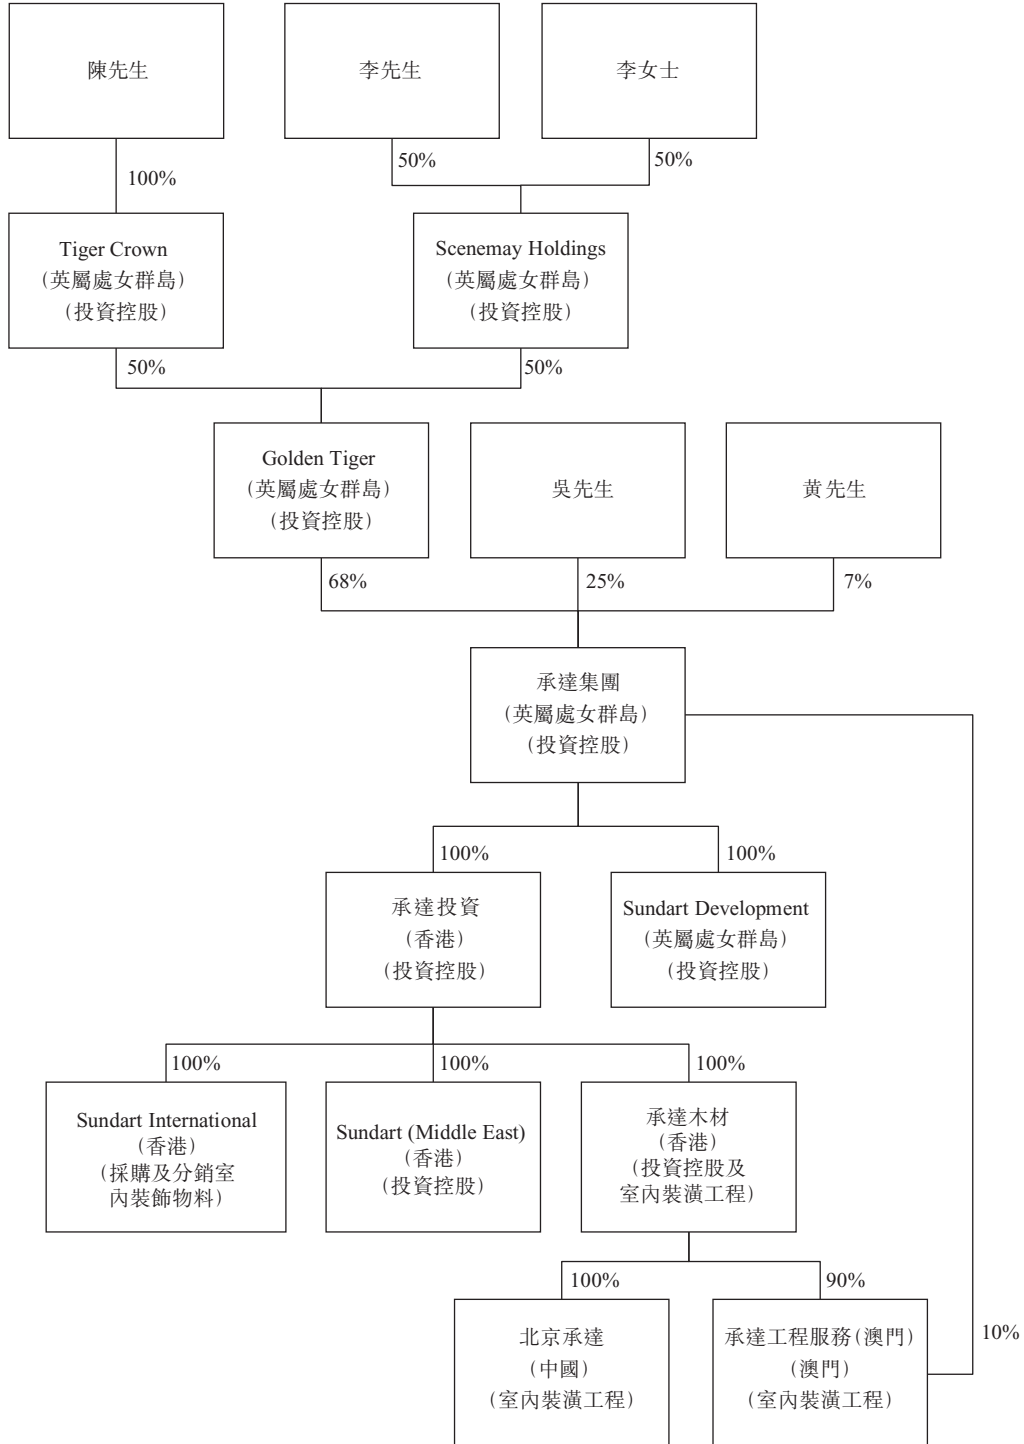 陳先生
李先生
李女士
100%
50%
50%
Tiger Crown
(英屬處女群島)
(投資控股)
Scenemay Holdings
(英屬處女群島)
(投資控股)
50%
50%
Golden Tiger
(英屬處女群島)
(投資控股)
吳先生
黃先生
68%
25%
7%
承達集團
(英屬處女群島)
(投資控股)
100%
100%
承達投資
(香港)
(投資控股)
Sundart Development
(英屬處女群島)
(投資控股)
100%
100%
100%
Sundart International
(香港)
(採購及分銷室
內裝飾物料)
Sundart (Middle East)
(香港)
(投資控股)
承達木材
(香港)
(投資控股及
室內裝潢工程)
100%
90%
10%
北京承達
(中國)
(室內裝潢工程)
承達工程服務(澳門)
(澳門)
(室內裝潢工程)